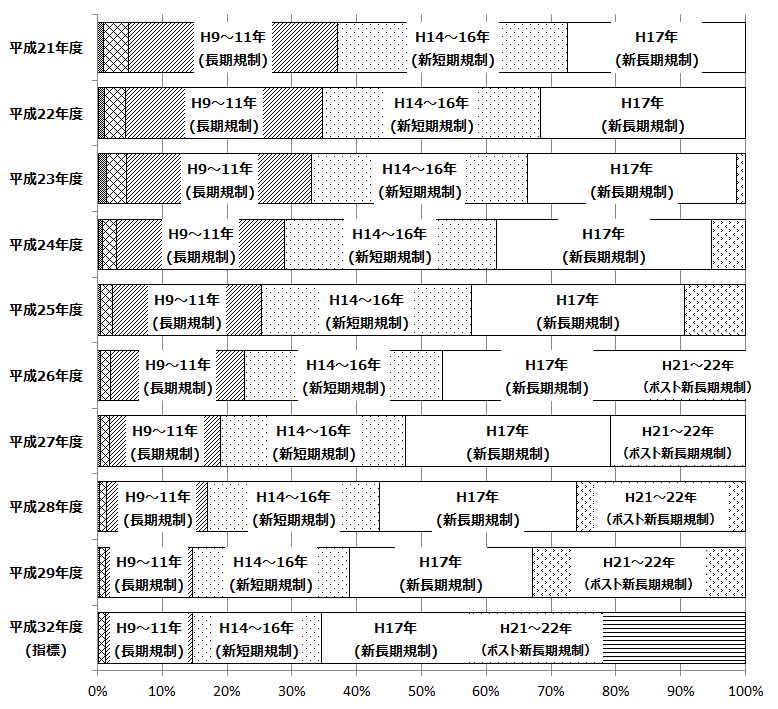 平成21年度
H9～11年
(長期規制)
H14～16年
(新短期規制)
H17年
(新長期規制)
平成22年度
H9～11年
(長期規制)
H14～16年
(新短期規制)
H17年
(新長期規制)
平成23年度
H9～11年
(長期規制)
H14～16年
(新短期規制)
H17年
(新長期規制)
平成24年度
H9～11年
(長期規制)
H14～16年
(新短期規制)
H17年
(新長期規制)
平成25年度
H9～11年
(長期規制)
H14～16年
(新短期規制)
H17年
(新長期規制)
平成26年度
H9～11年
(長期規制)
H14～16年
(新短期規制)
H17年
(新長期規制)
H21～22年
(ポスト新長期規制)
平成27年度
H9～11年
(長期規制)
H14～16年
(新短期規制)
H17年
(新長期規制)
H21～22年
(ポスト新長期規制)
平成28年度
H9～11年
(長期規制)
H14～16年
(新短期規制)
H17年
(新長期規制)
H21～22年
(ポスト新長期規制)
平成29年度
H9～11年
(長期規制)
H14～16年
(新短期規制)
H17年
(新長期規制)
H21～22年
(ポスト新長期規制)
平成32年度
(指標)
H9～11年
(長期規制)
H14～16年
(新短期規制)
H17年
(新長期規制)
H21～22年
(ポスト新長期規制)
0% 10% 20% 30% 40% 50% 60% 70% 80% 90% 100%